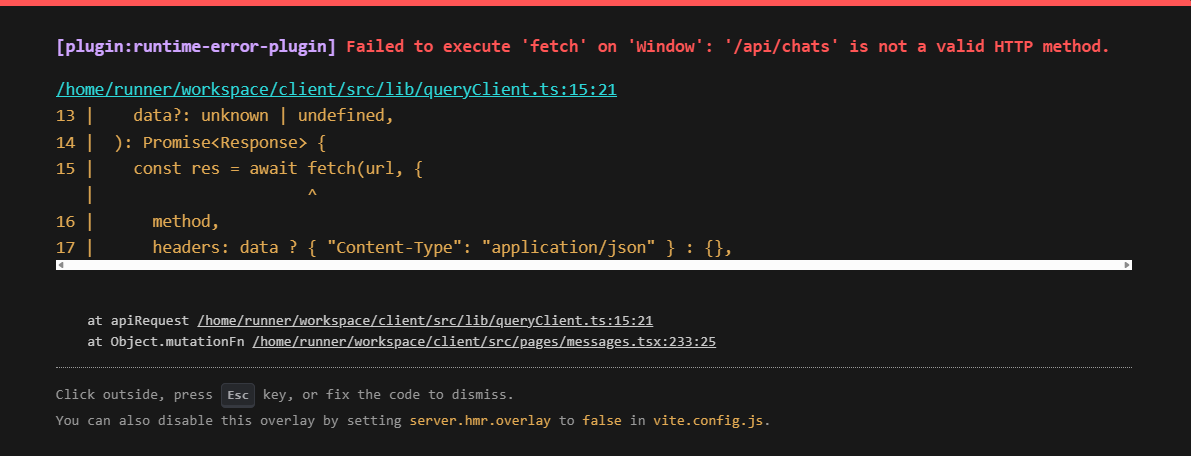 [plugin:runtime-error-plugin] Failed to execute 'fetch' on 'Window': '/api/chats' is not a valid HTTP method.
/home/runner/workspace/client/src/lib/queryClient.ts:15:21
13 |    data?: unknown | undefined,
14 |  ): Promise<Response> {
15 |    const res = await fetch(url, {
   |                      ^
16 |      method,
17 |      headers: data ? { "Content-Type": "application/json" } : {},
at apiRequest /home/runner/workspace/client/src/lib/queryClient.ts:15:21
at Object.mutationFn /home/runner/workspace/client/src/pages/messages.tsx:233:25
Click outside, press Esc key, or fix the code to dismiss.
You can also disable this overlay by setting server.hmr.overlay to false in vite.config.js.